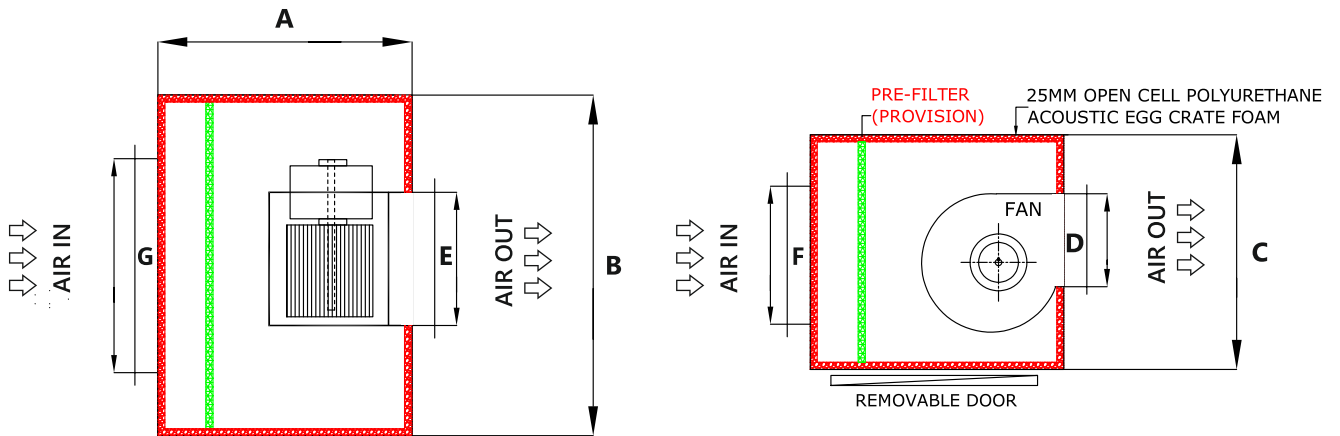 A
G
AIR IN
E
AIR OUT
B
PRE-FILTER
(PROVISION)
25MM OPEN CELL POLYURETHANE
ACOUSTIC EGG CRATE FOAM
AIR IN
F
FAN
D
AIR OUT
C
REMOVABLE DOOR